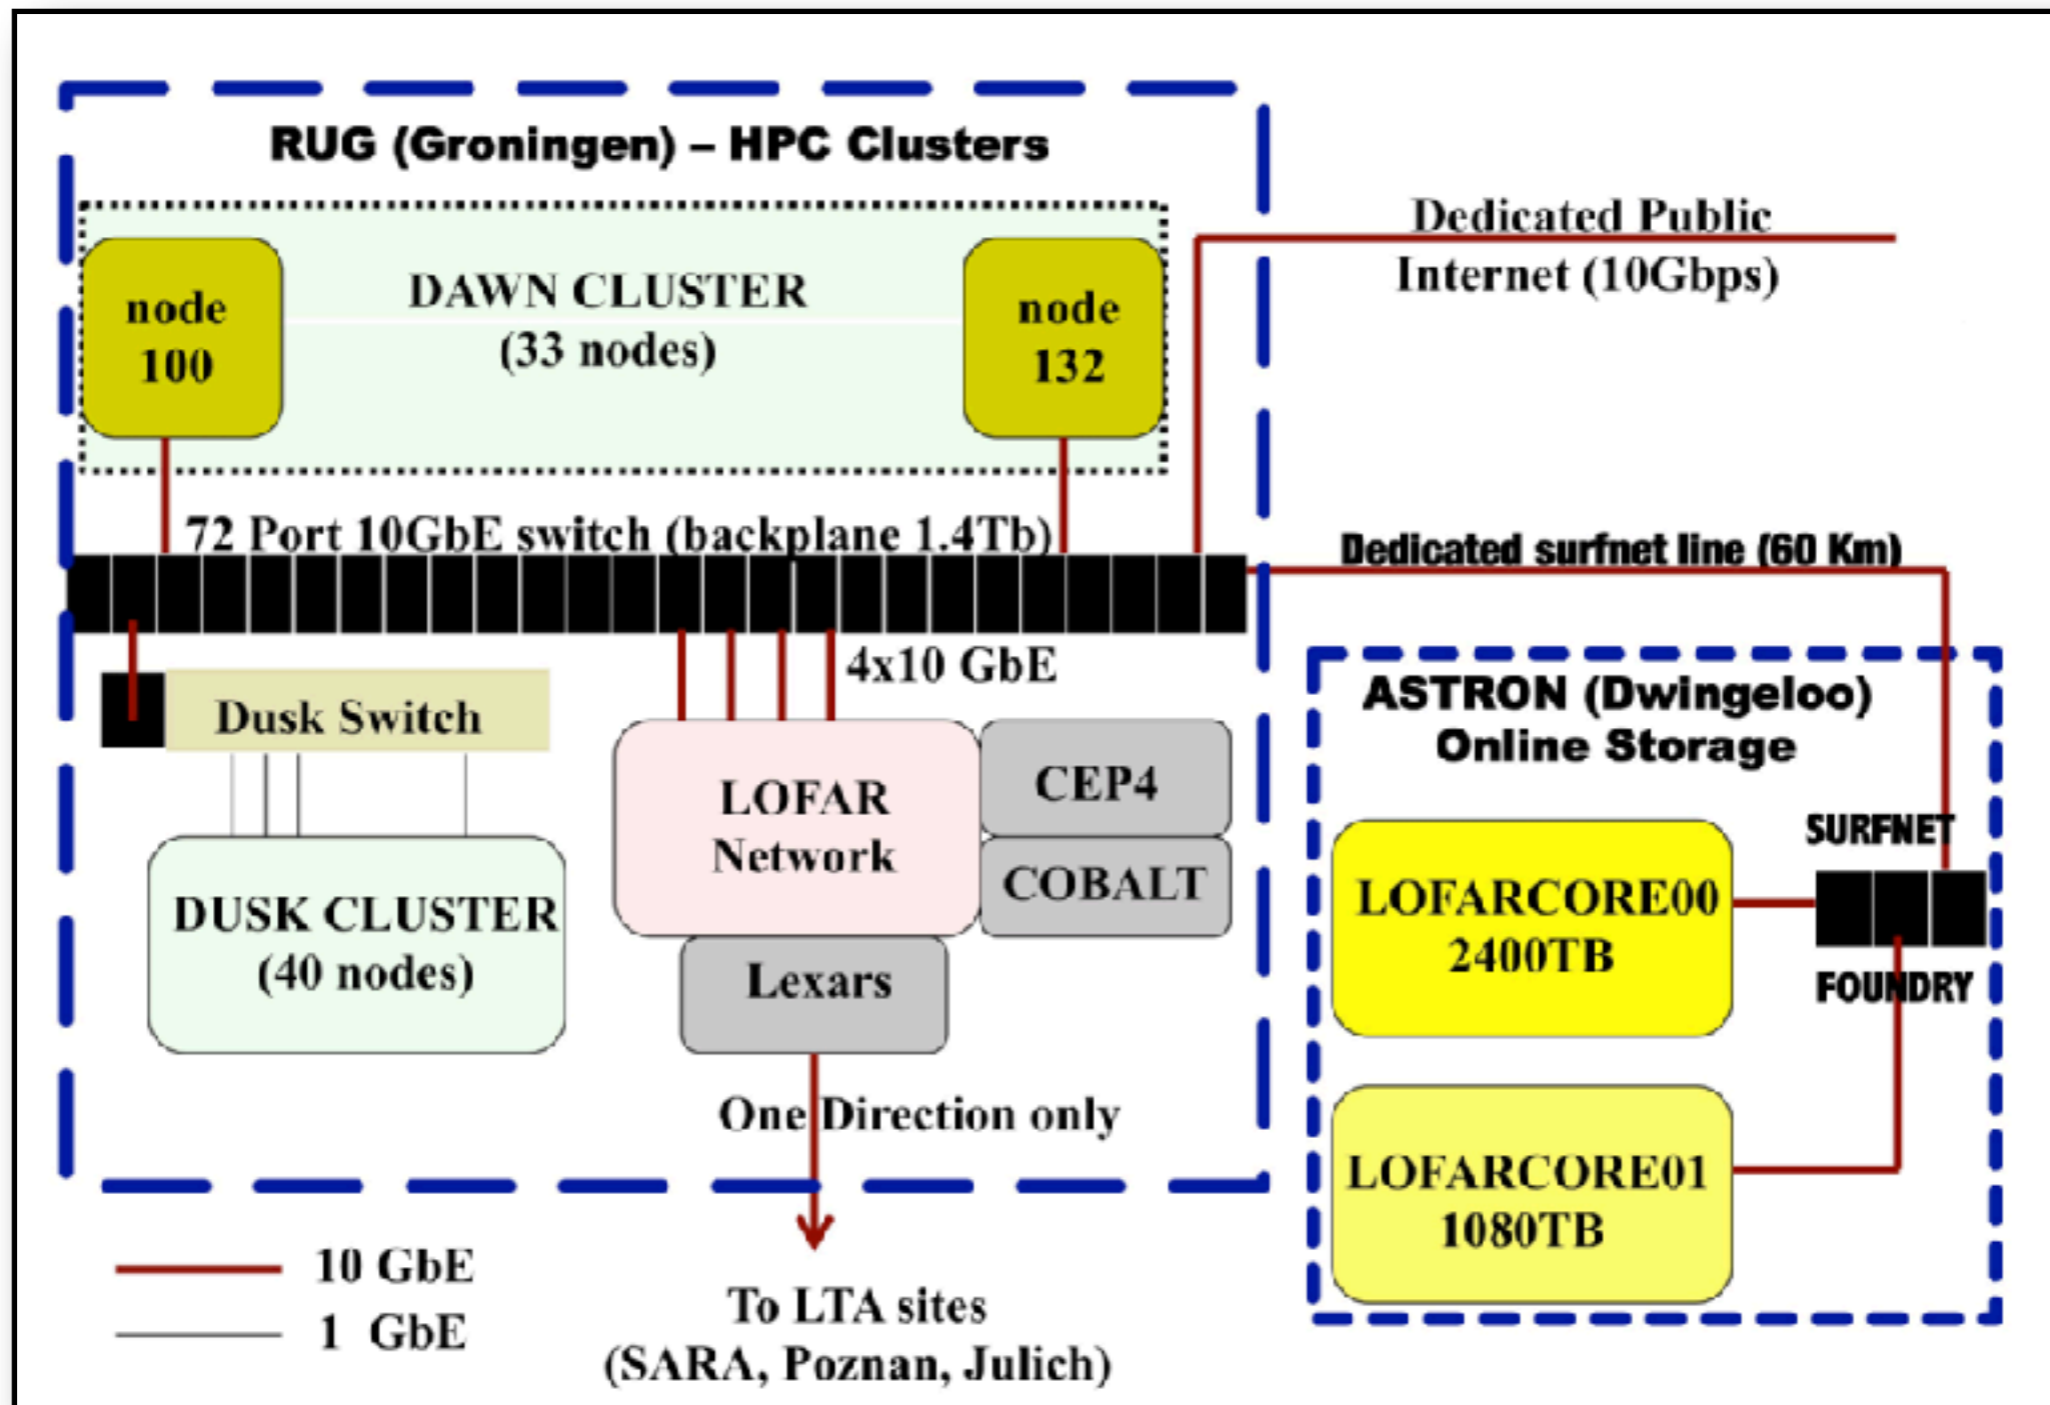 RUG (Groningen) – HPC Clusters
node
100
DAWN CLUSTER
(33 nodes)
node
132
Dedicated Public
Internet (10Gbps)
72 Port 10GbE switch (backplane 1.4Tb)
Dedicated surfnet line (60 Km)
4x10 GbE
Dusk Switch
DUSK CLUSTER
(40 nodes)
LOFAR
Network
CEP4
COBALT
Lexars
One Direction only
ASTRON (Dwingeloo)
Online Storage
SURFNET
LOFARCORE00
2400TB
FOUNDRY
LOFARCORE01
1080TB
10 GbE
1 GbE
To LTA sites
(SARA, Poznan, Julich)